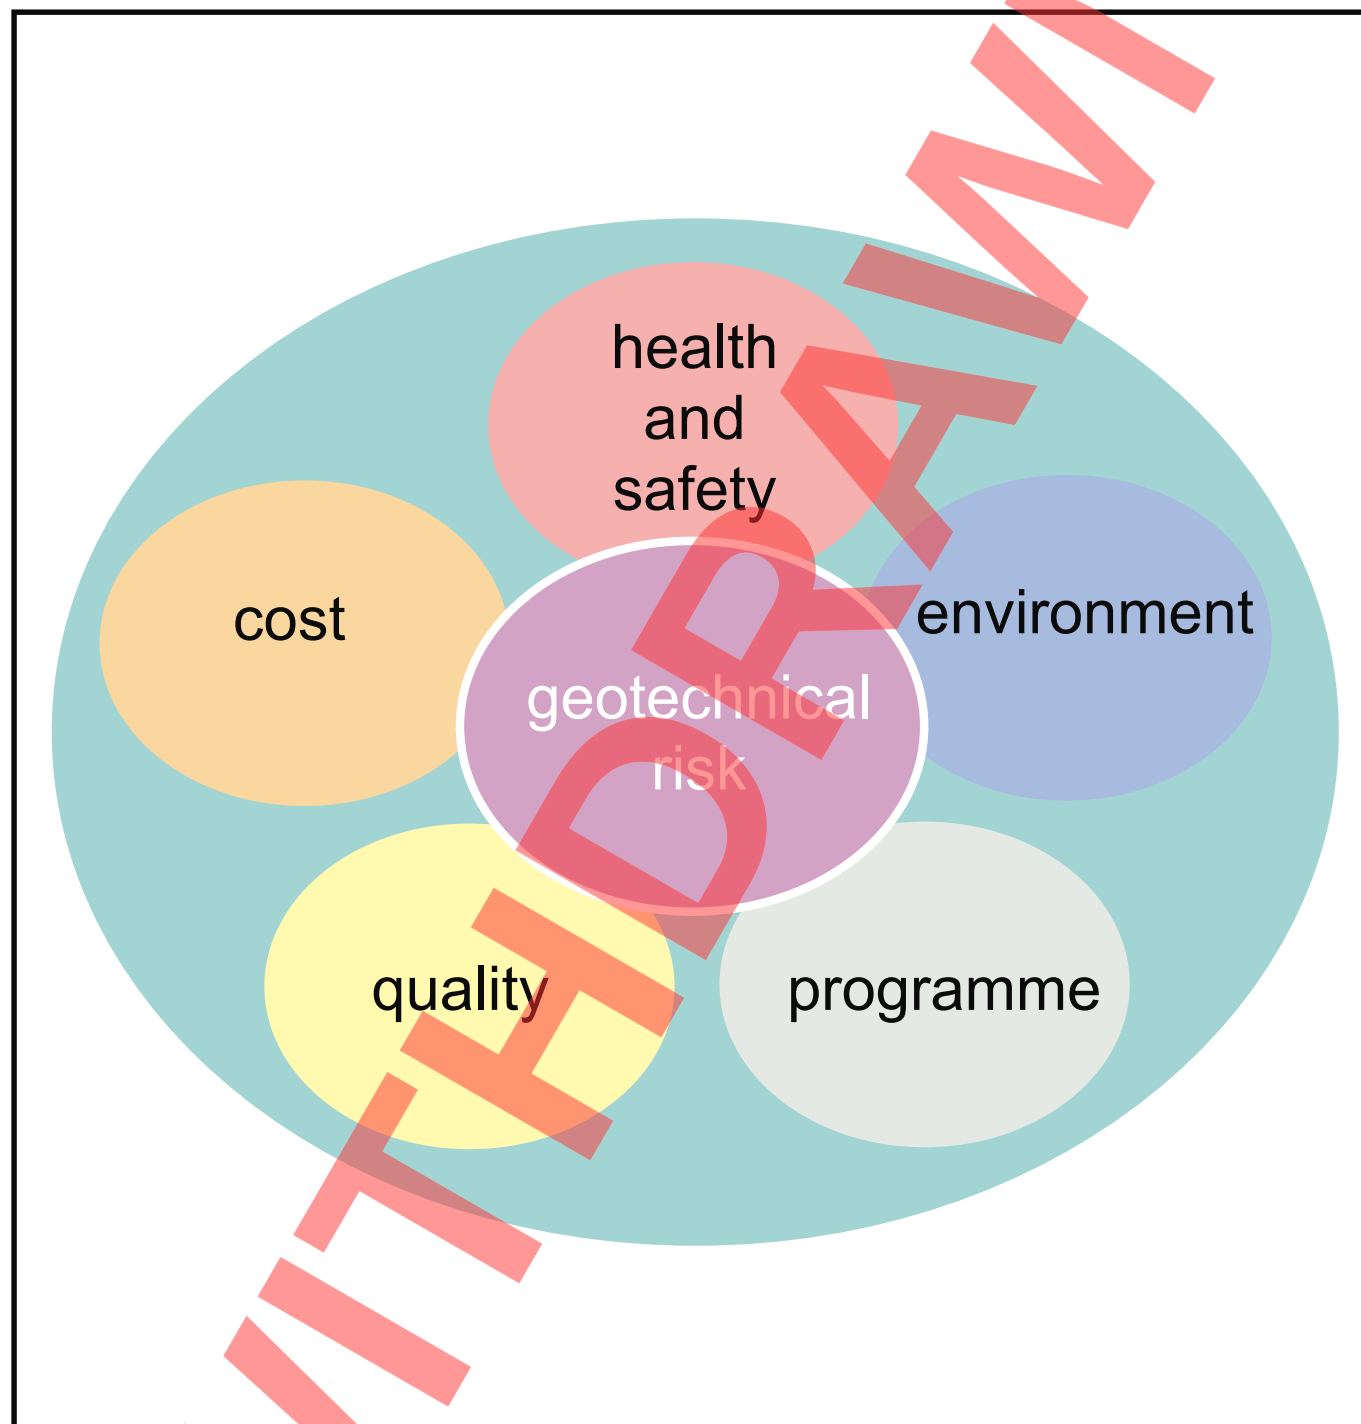 health
and
safety
cost
environment
geotechnical
risk
quality
programme
WITHDRAWN